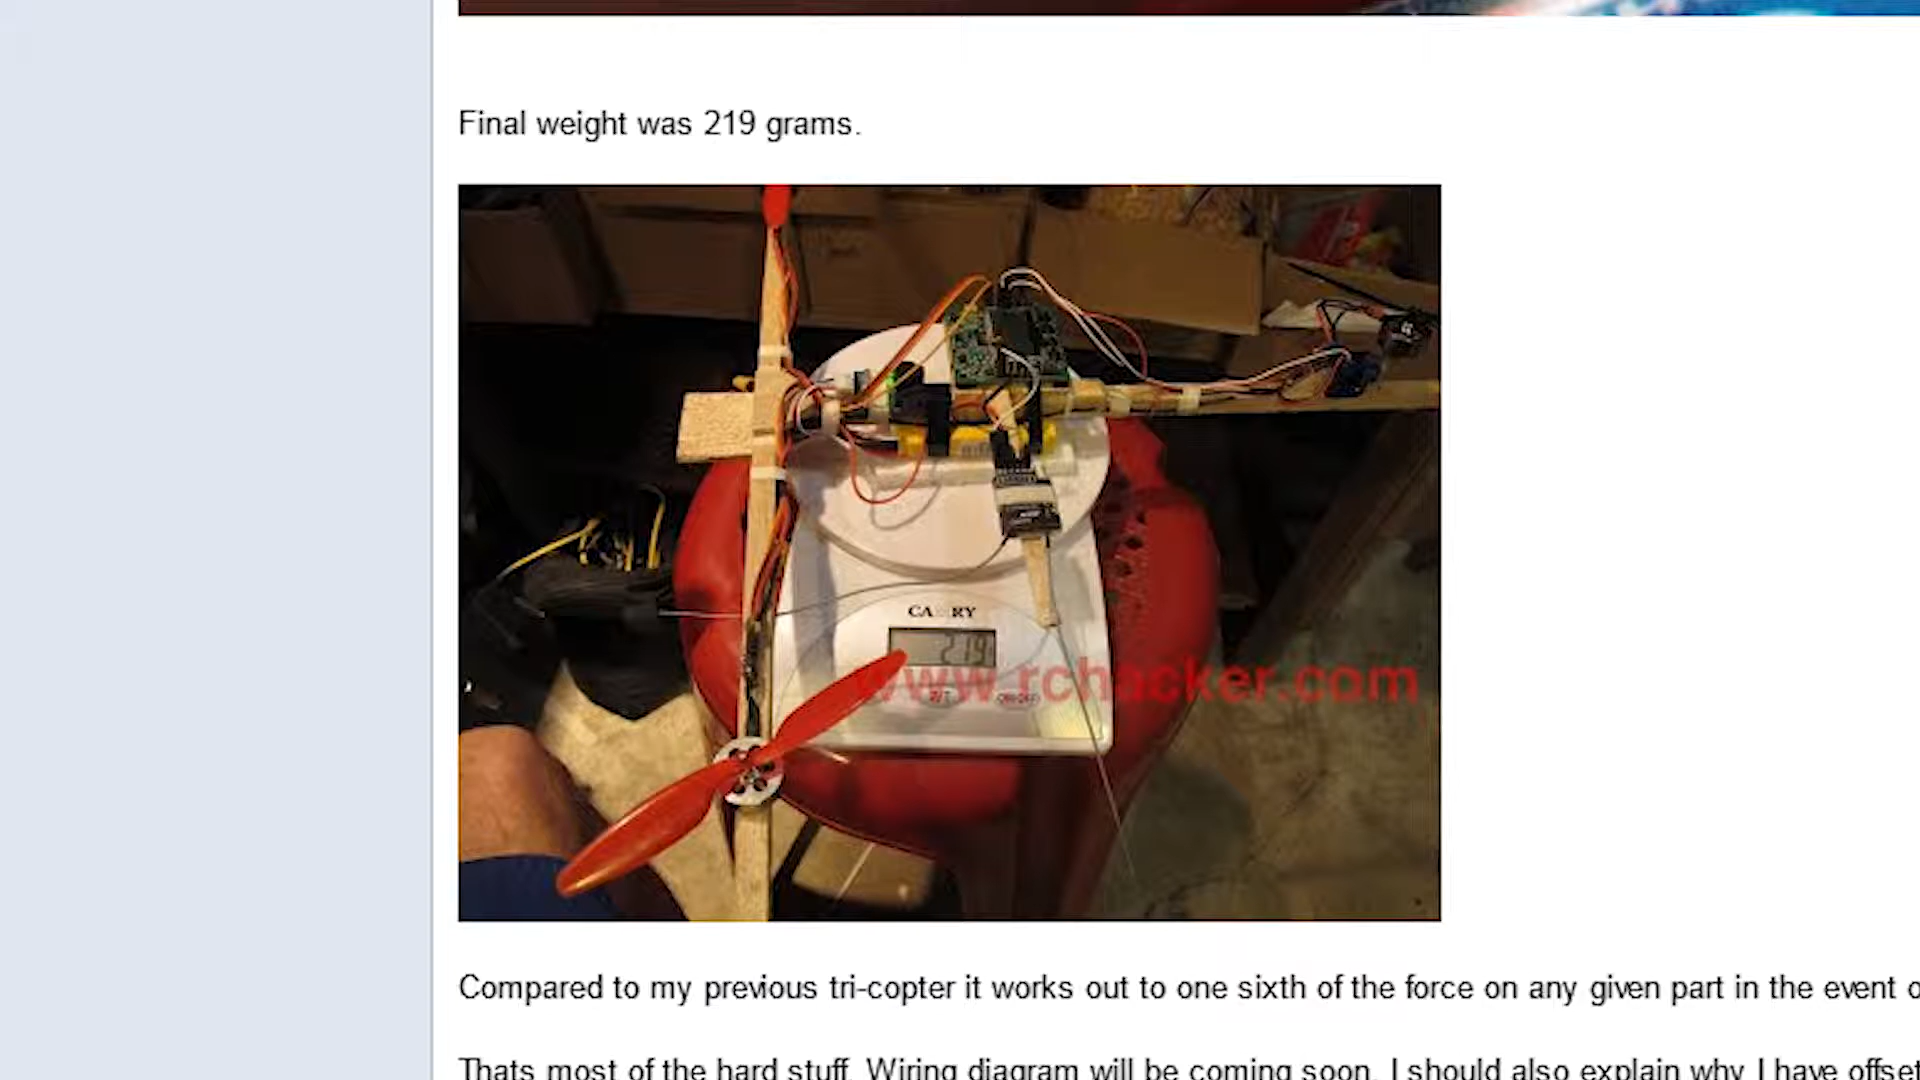 Final weight was 219 grams.
CAMRY
219
www.rchacker.com
Compared to my previous tri-copter it works out to one sixth of the force on any given part in the event
Thats most of the hard stuff. Wiring diagram will be coming soon. I should also explain why I have offset